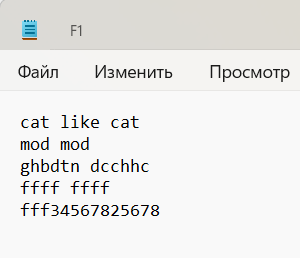 F1
Файл Изменить Просмотр
cat like cat
mod mod
ghbdtn dcchhc
ffff ffff
fff34567825678